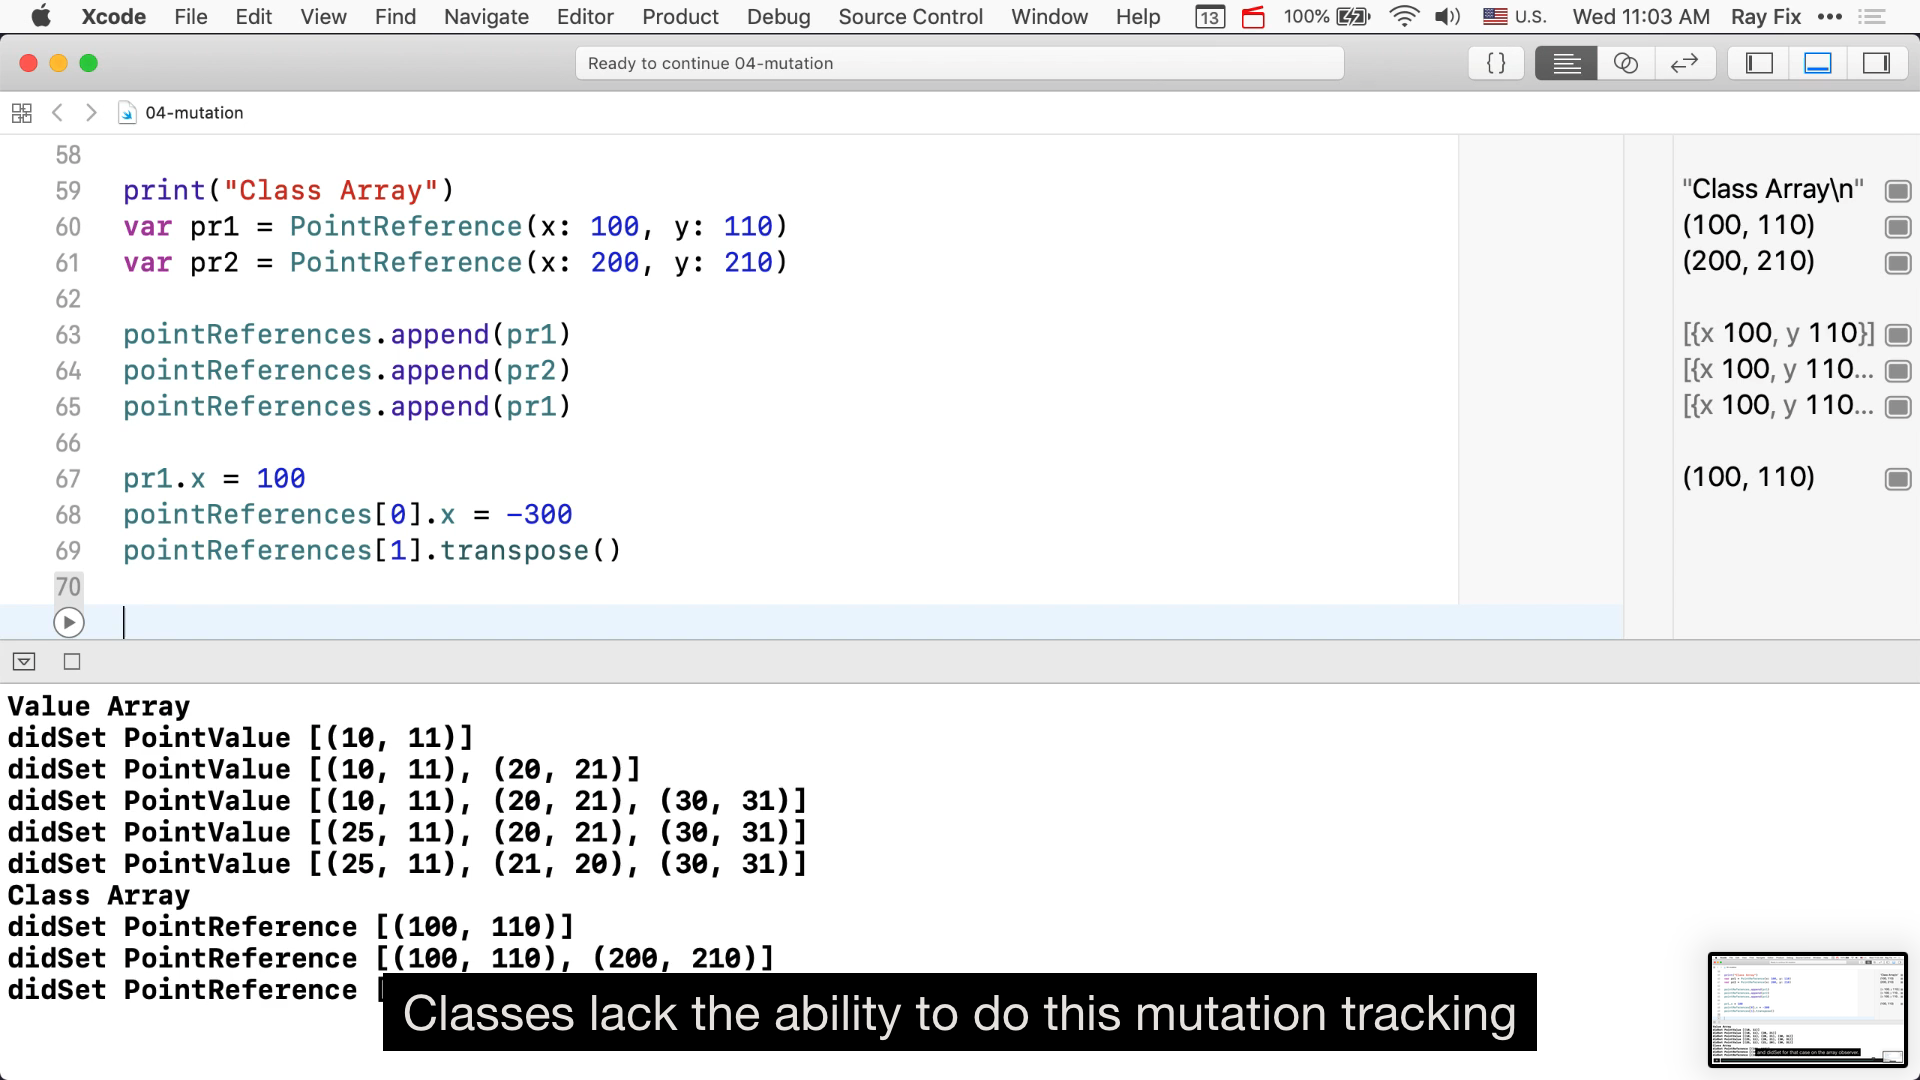 Xcode File Edit View Find Navigate Editor Product Debug Source Control Window Help 13 100% U.S. Wed 11:03 AM Ray Fix
Ready to continue 04-mutation
{ }
04-mutation
58
59 print("Class Array") "Class Array\n"
60 var pr1 = PointReference(x: 100, y: 110) (100, 110)
61 var pr2 = PointReference(x: 200, y: 210) (200, 210)
62
63 pointReferences.append(pr1) [{x 100, y 110}]
64 pointReferences.append(pr2) [{x 100, y 110...
65 pointReferences.append(pr1) [{x 100, y 110...
66
67 pr1.x = 100 (100, 110)
68 pointReferences[0].x = -300
69 pointReferences[1].transpose()
70
Value Array
didSet PointValue [(10, 11)]
didSet PointValue [(10, 11), (20, 21)]
didSet PointValue [(10, 11), (20, 21), (30, 31)]
didSet PointValue [(25, 11), (20, 21), (30, 31)]
didSet PointValue [(25, 11), (21, 20), (30, 31)]
Class Array
didSet PointReference [(100, 110)]
didSet PointReference [(100, 110), (200, 210)]
didSet PointReference [
Classes lack the ability to do this mutation tracking